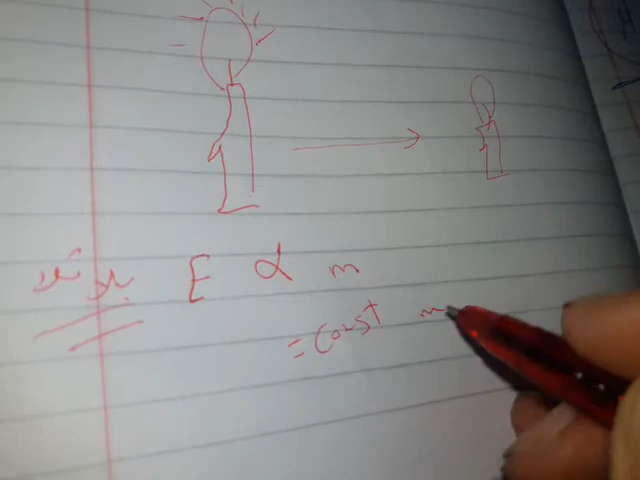 E α m
= Const m